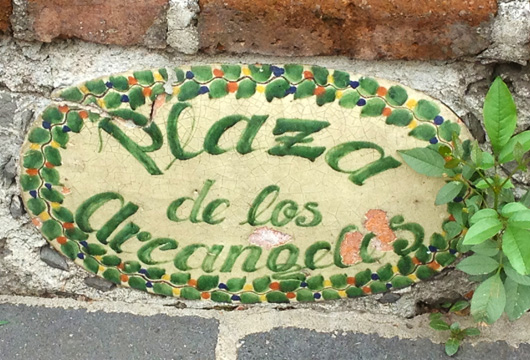 Plaza
de los
Arcangeles